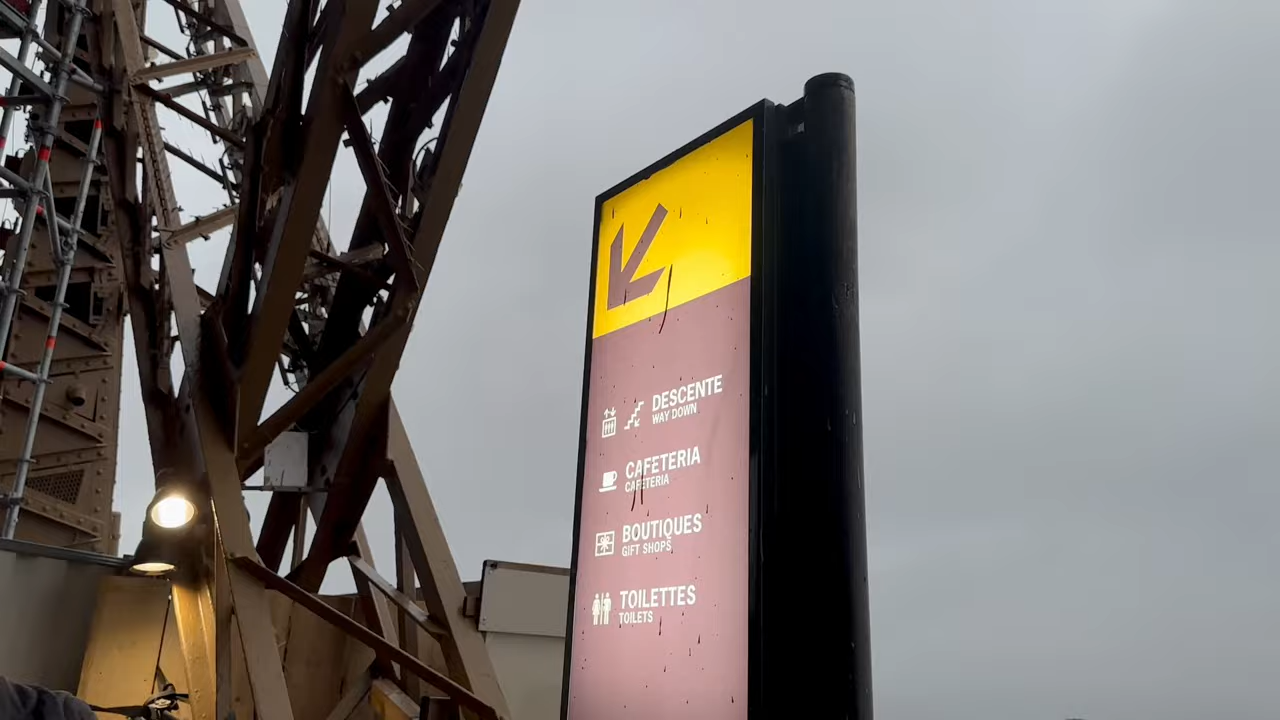 DESCENTE
WAY DOWN
CAFETERIA
CAFETERIA
BOUTIQUES
GIFT SHOPS
TOILETTES
TOILETS